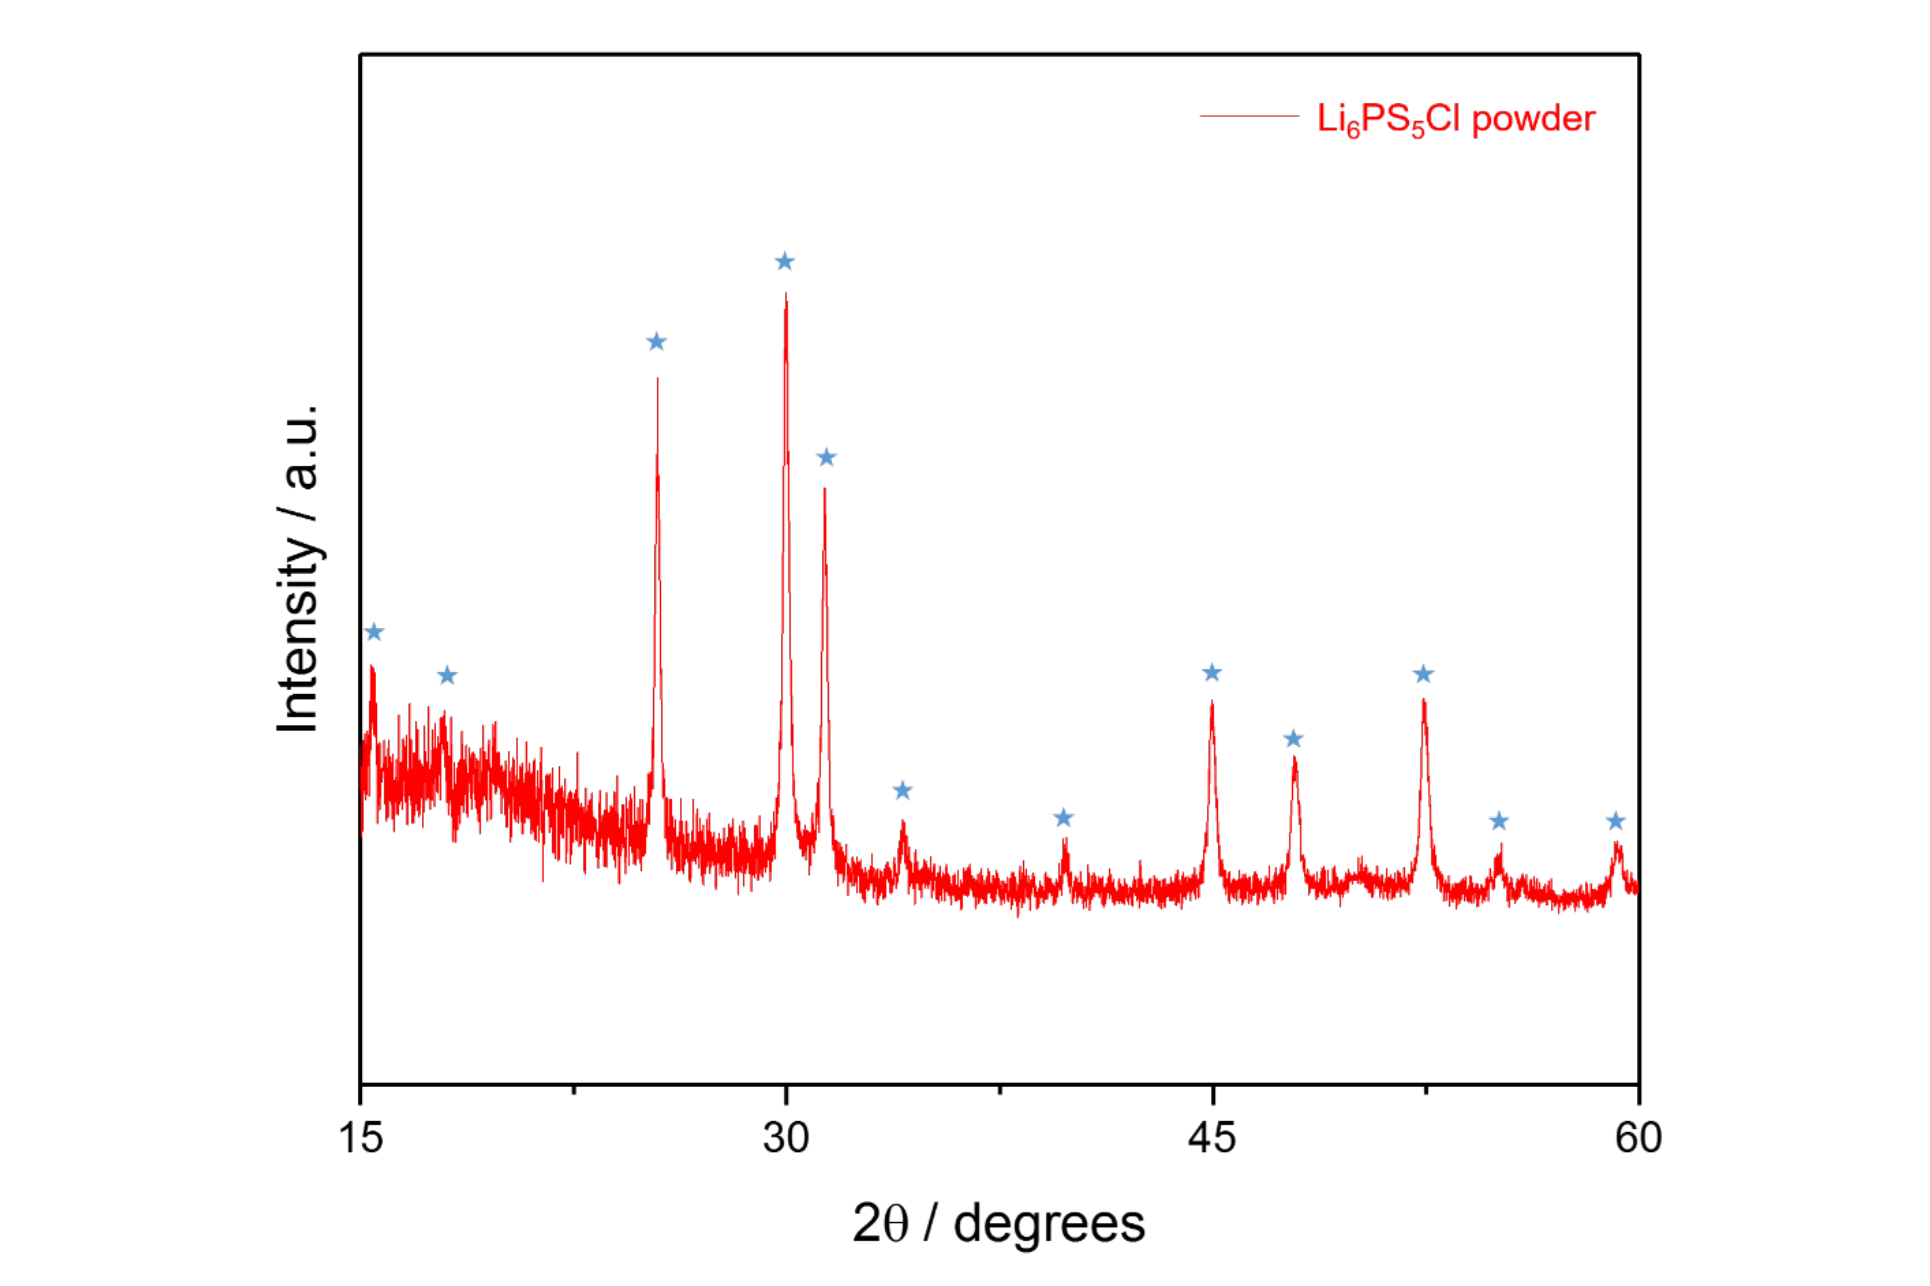 Li₆PS₅Cl powder
Intensity / a.u.
15 30 45 60
2θ / degrees